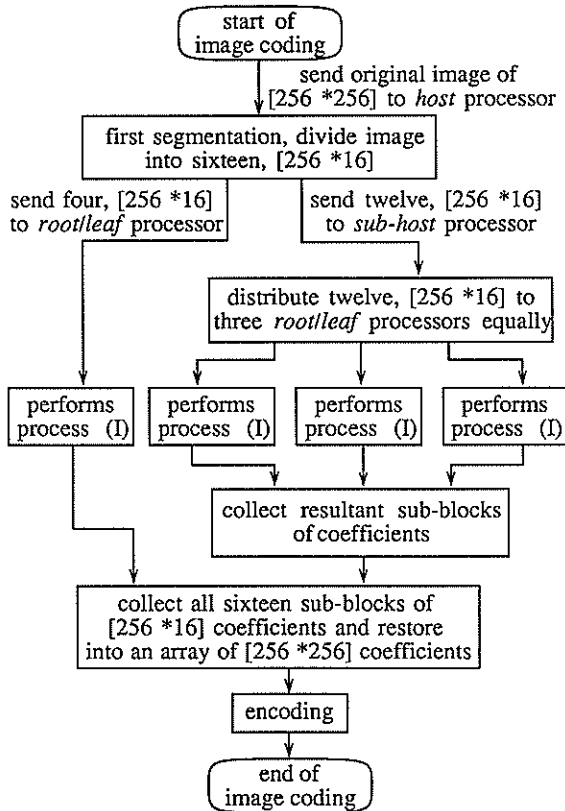 start of
image coding
send original image of
[256 *256] to host processor
first segmentation, divide image
into sixteen, [256 *16]
send four, [256 *16]
to root/leaf processor
send twelve, [256 *16]
to sub-host processor
distribute twelve, [256 *16] to
three root/leaf processors equally
performs
process (I)
performs
process (I)
performs
process (I)
performs
process (I)
collect resultant sub-blocks
of coefficients
collect all sixteen sub-blocks of
[256 *16] coefficients and restore
into an array of [256 *256] coefficients
encoding
end of
image coding